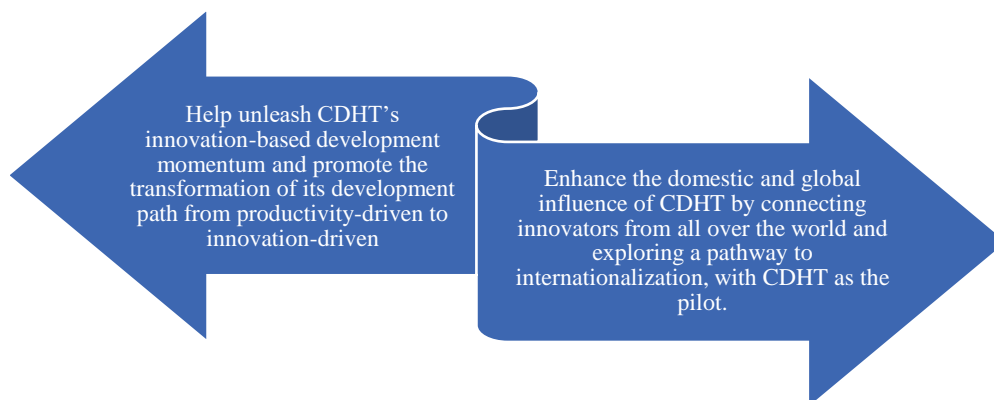 Help unleash CDHT’s
innovation-based development
momentum and promote the
transformation of its development
path from productivity-driven to
innovation-driven
Enhance the domestic and global
influence of CDHT by connecting
innovators from all over the world and
exploring a pathway to
internationalization, with CDHT as the
pilot.